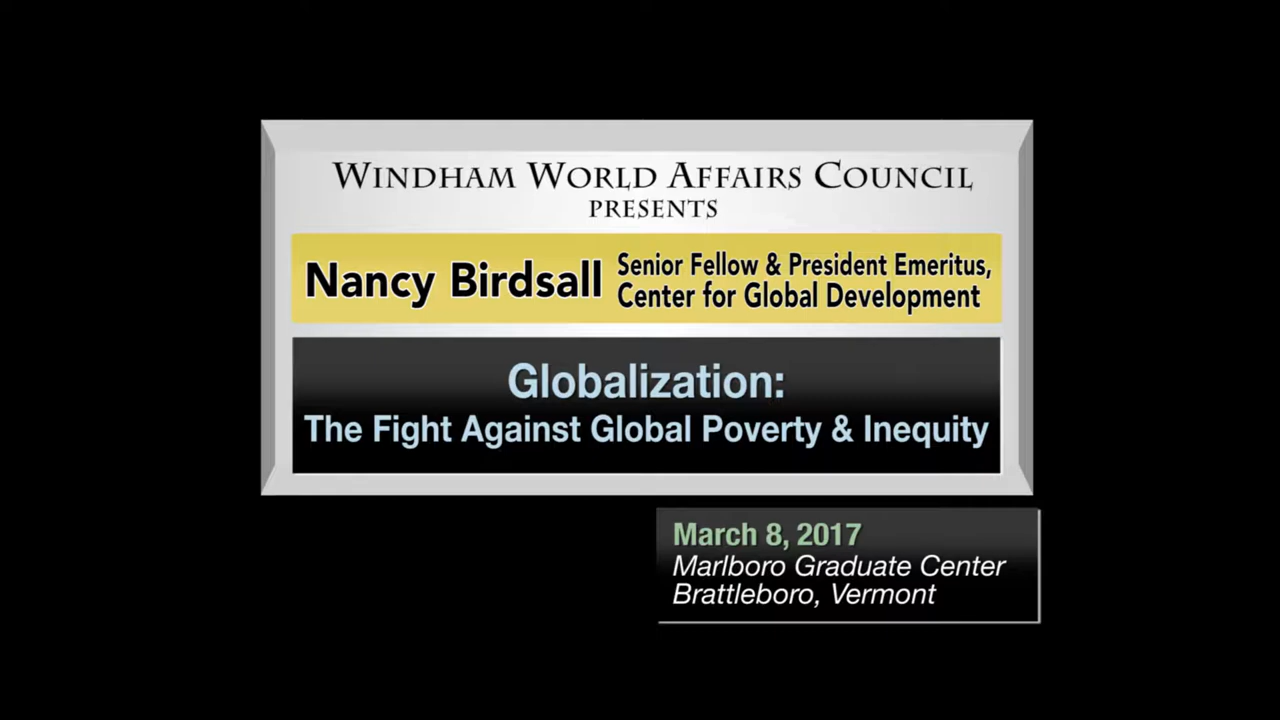 WINDHAM WORLD AFFAIRS COUNCIL
PRESENTS
Nancy Birdsall
Senior Fellow & President Emeritus,
Center for Global Development
Globalization:
The Fight Against Global Poverty & Inequity
March 8, 2017
Marlboro Graduate Center
Brattleboro, Vermont